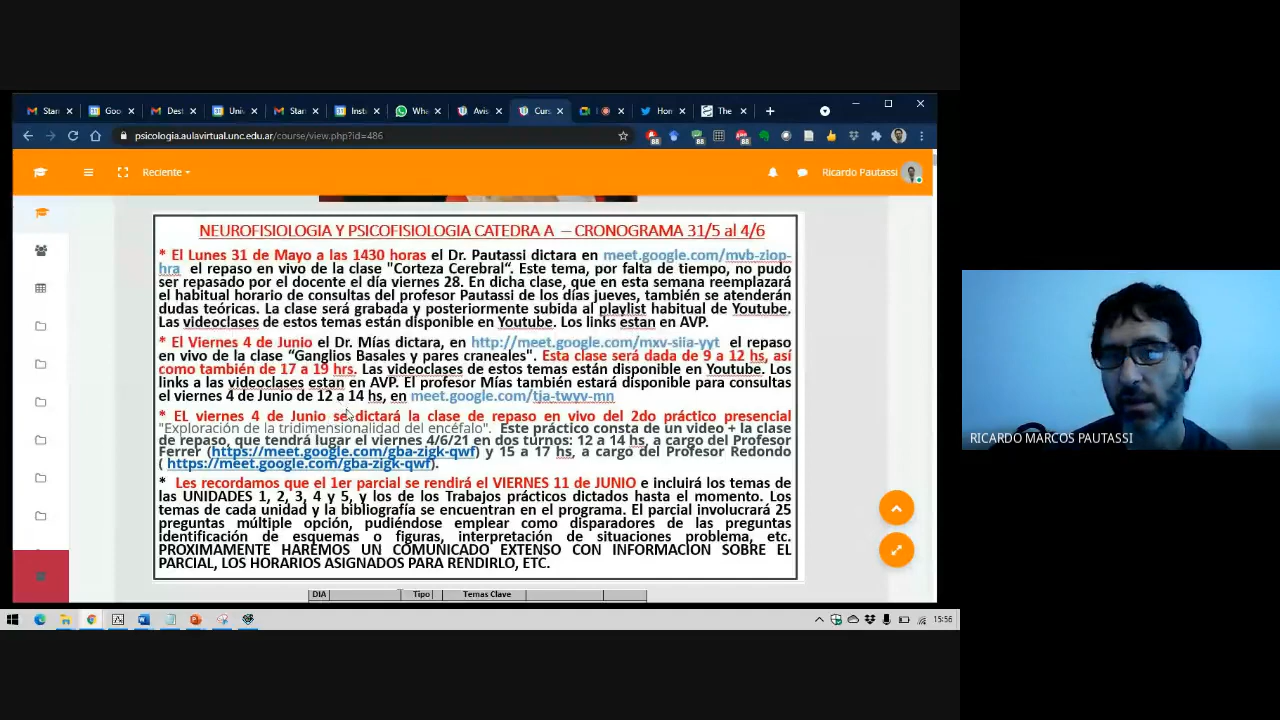 Star
Goo
Dest
Uni
Star
Inst
Wha
Avis
Curs
Hon
The
psicologia.aulavirtual.unc.edu.ar/course/view.php?id=486
88
88
88
Reciente
Ricardo Pautassi
NEUROFISIOLOGIA Y PSICOFISIOLOGIA CATEDRA A – CRONOGRAMA 31/5 al 4/6
* El Lunes 31 de Mayo a las 1430 horas el Dr. Pautassi dictara en meet.google.com/mvb-ziop-
hra el repaso en vivo de la clase "Corteza Cerebral“. Este tema, por falta de tiempo, no pudo
ser repasado por el docente el día viernes 28. En dicha clase, que en esta semana reemplazará
el habitual horario de consultas del profesor Pautassi de los días jueves, también se atenderán
dudas teóricas. La clase será grabada y posteriormente subida al playlist habitual de Youtube.
Las videoclases de estos temas están disponible en Youtube. Los links estan en AVP.
* El Viernes 4 de Junio el Dr. Mías dictara, en http://meet.google.com/mxv-siia-yyt el repaso
en vivo de la clase “Ganglios Basales y pares craneales". Esta clase será dada de 9 a 12 hs, así
como también de 17 a 19 hrs. Las videoclases de estos temas están disponible en Youtube. Los
links a las videoclases estan en AVP. El profesor Mías también estará disponible para consultas
el viernes 4 de Junio de 12 a 14 hs, en meet.google.com/tja-twyv-mn
* EL viernes 4 de Junio se dictará la clase de repaso en vivo del 2do práctico presencial
"Exploración de la tridimensionalidad del encéfalo". Este práctico consta de un video + la clase
de repaso, que tendrá lugar el viernes 4/6/21 en dos turnos: 12 a 14 hs, a cargo del Profesor
Ferrer (https://meet.google.com/gba-zigk-qwf) y 15 a 17 hs, a cargo del Profesor Redondo
( https://meet.google.com/gba-zigk-qwf).
* Les recordamos que el 1er parcial se rendirá el VIERNES 11 de JUNIO e incluirá los temas de
las UNIDADES 1, 2, 3, 4 y 5, y los de los Trabajos prácticos dictados hasta el momento. Los
temas de cada unidad y la bibliografía se encuentran en el programa. El parcial involucrará 25
preguntas múltiple opción, pudiéndose emplear como disparadores de las preguntas
identificación de esquemas o figuras, interpretación de situaciones problema, etc.
PROXIMAMENTE HAREMOS UN COMUNICADO EXTENSO CON INFORMACION SOBRE EL
PARCIAL, LOS HORARIOS ASIGNADOS PARA RENDIRLO, ETC.
DIA Tipo Temas Clave
15:56
RICARDO MARCOS PAUTASSI